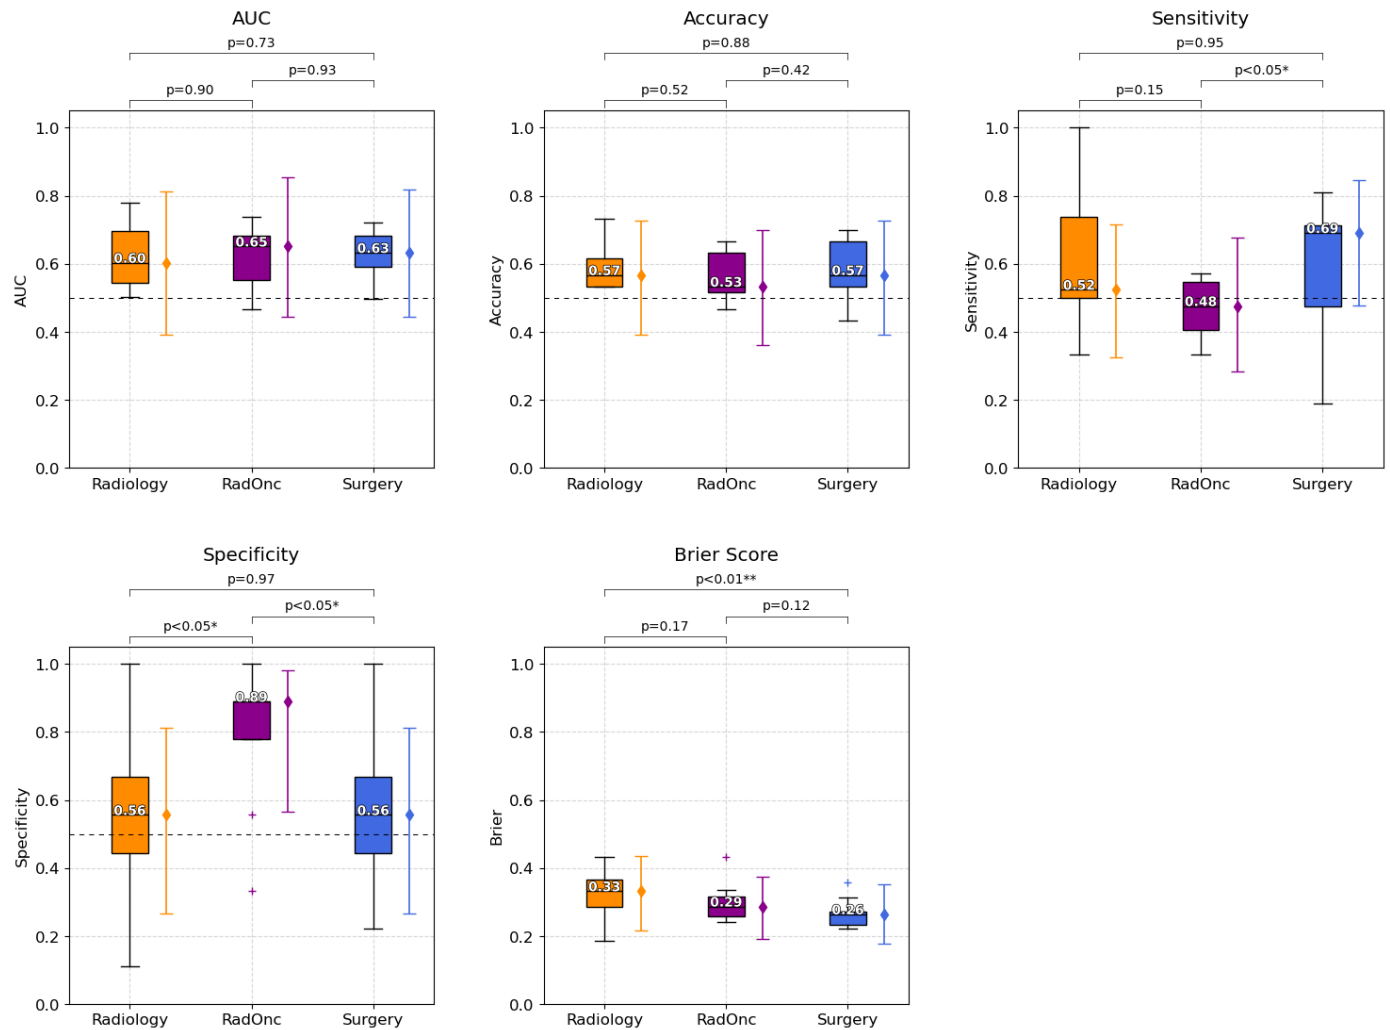 AUC
p=0.73
p=0.93
p=0.90
1.0
0.8
0.6
0.4
0.2
0.0
AUC
0.60
0.65
0.63
Radiology RadOnc Surgery
Accuracy
p=0.88
p=0.42
p=0.52
1.0
0.8
0.6
0.4
0.2
0.0
Accuracy
0.57
0.53
0.57
Radiology RadOnc Surgery
Sensitivity
p=0.95
p<0.05*
p=0.15
1.0
0.8
0.6
0.4
0.2
0.0
Sensitivity
0.52
0.48
0.69
Radiology RadOnc Surgery
Specificity
p=0.97
p<0.05*
p<0.05*
1.0
0.8
0.6
0.4
0.2
0.0
Specificity
0.56
0.89
0.56
Radiology RadOnc Surgery
Brier Score
p<0.01**
p=0.12
p=0.17
1.0
0.8
0.6
0.4
0.2
0.0
Brier
0.33
0.29
0.26
Radiology RadOnc Surgery